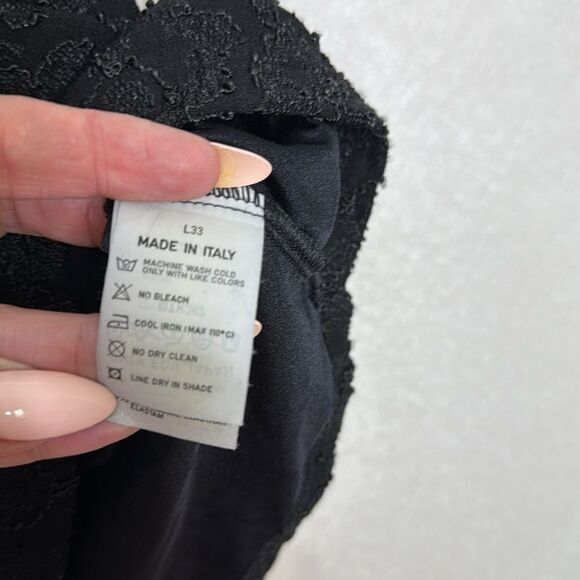 L33
MADE IN ITALY
MACHINE WASH COLD
ONLY WITH LIKE COLORS
NO BLEACH
COOL IRON (MAX 110°C)
NO DRY CLEAN
LINE DRY IN SHADE
ELASTAM